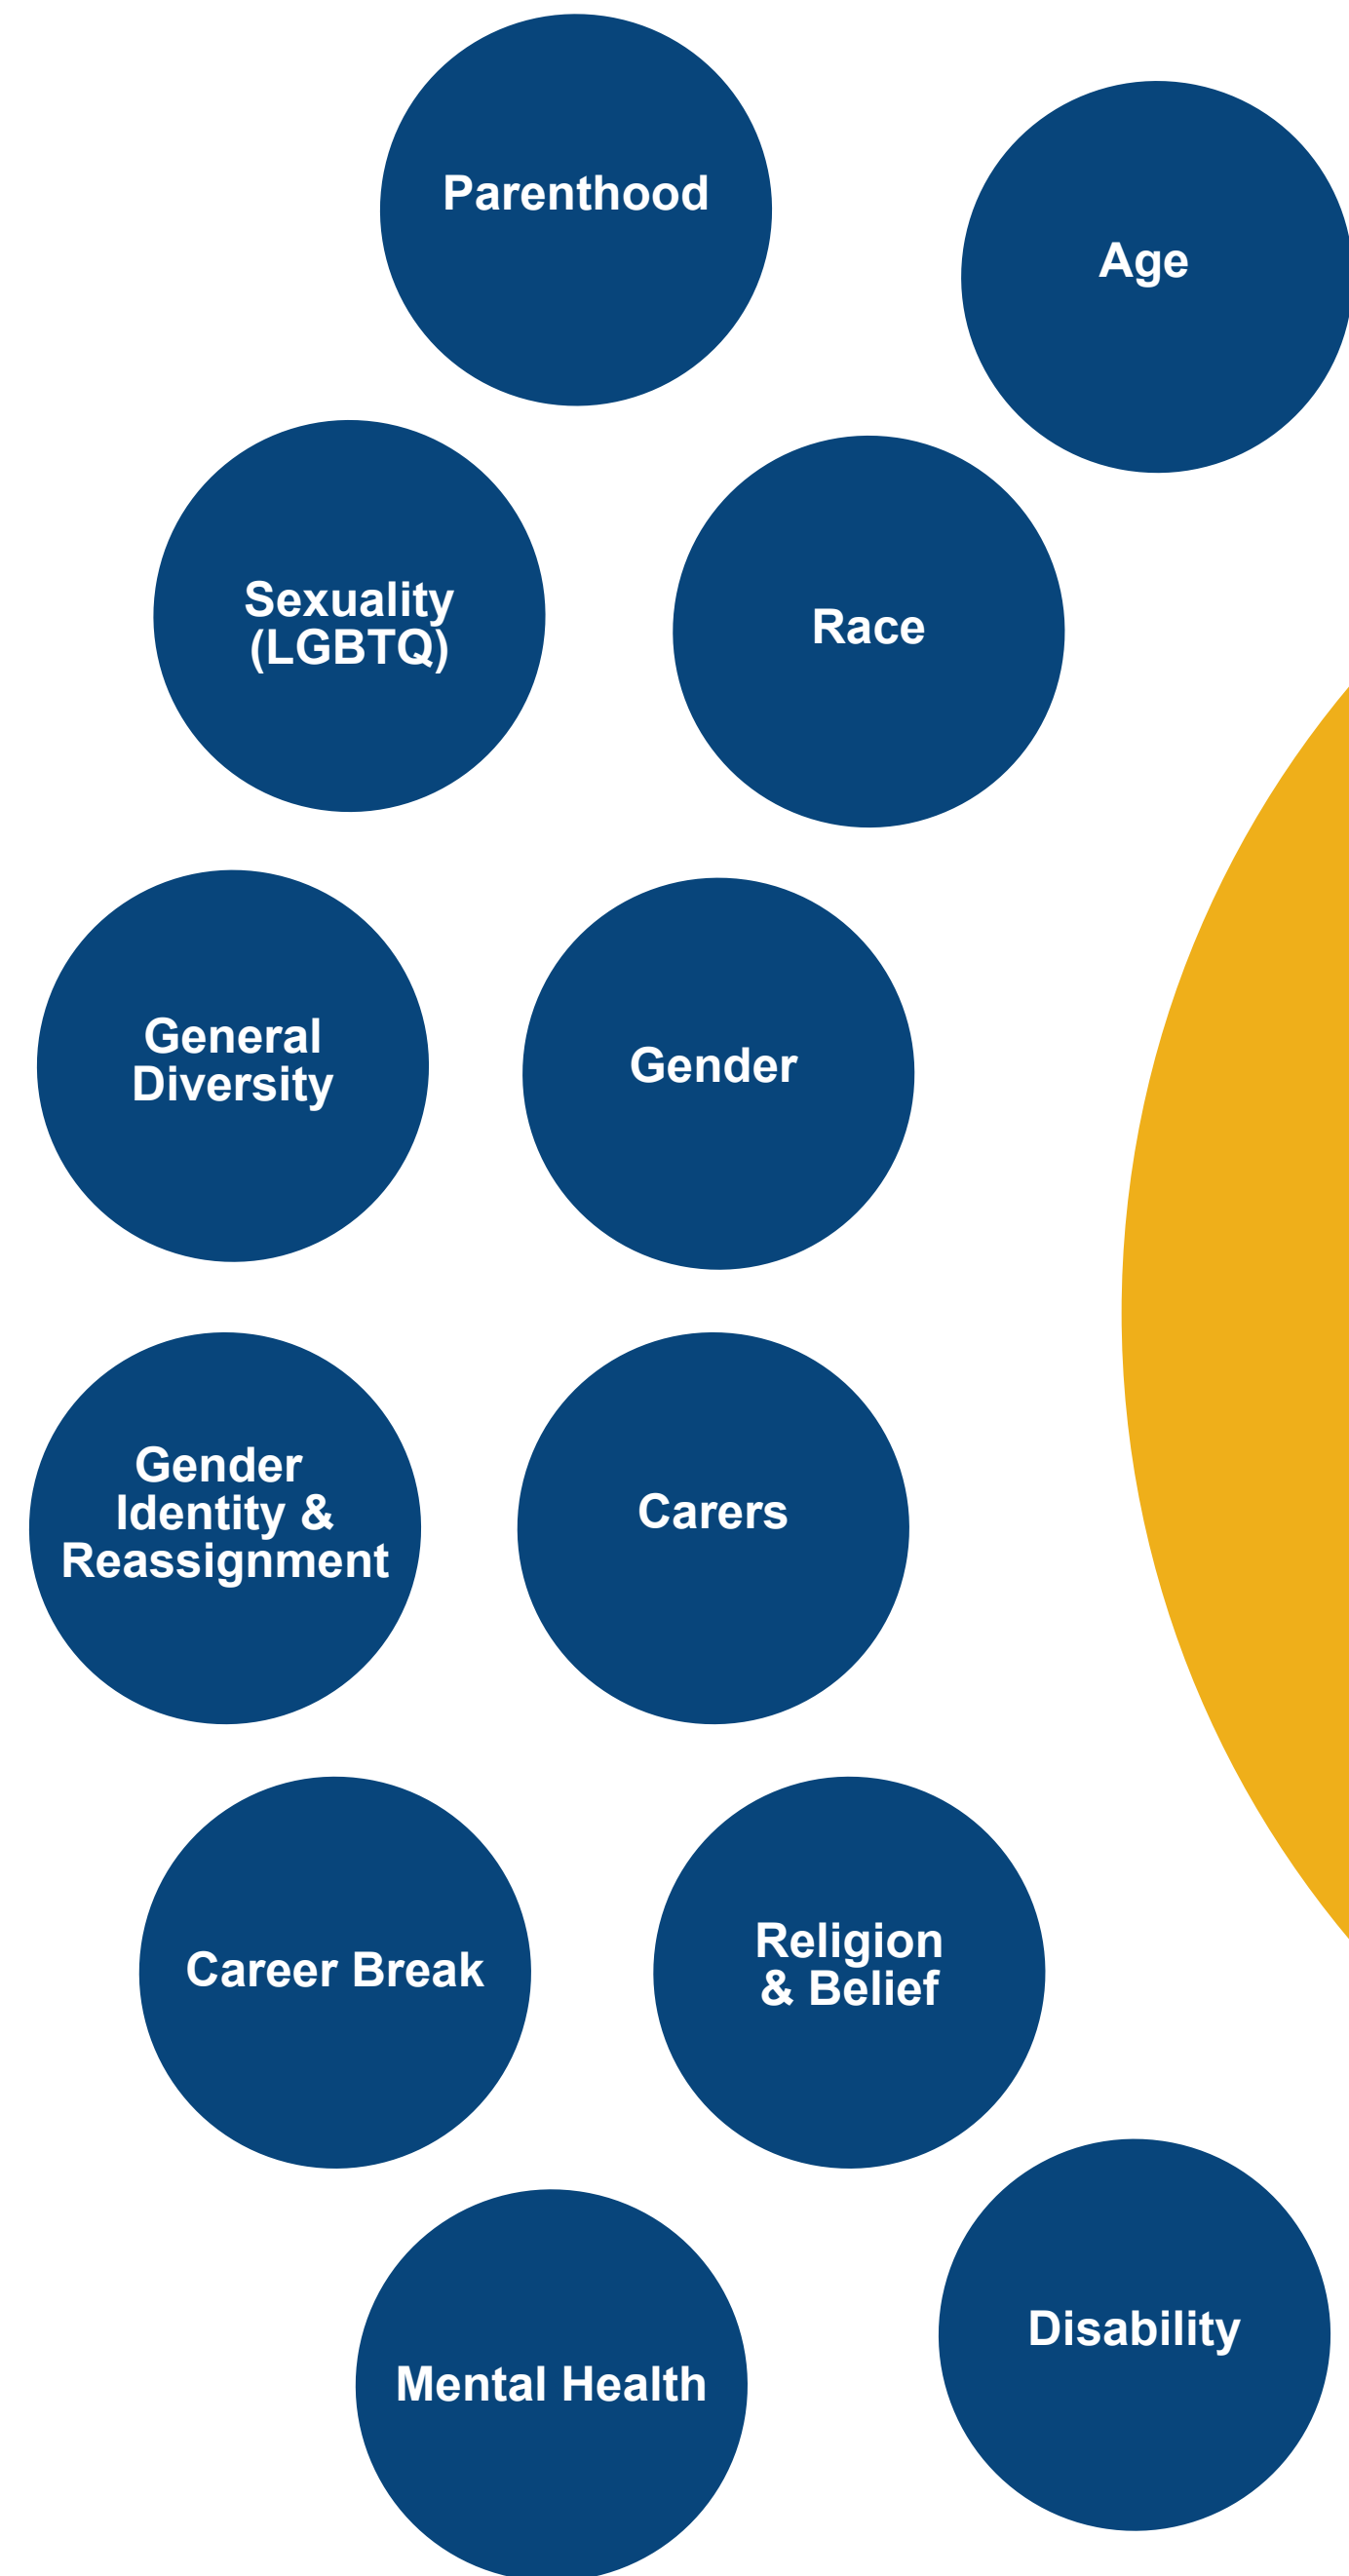 Parenthood
Age
Sexuality
(LGBTQ)
Race
General
Diversity
Gender
Gender
Identity &
Reassignment
Carers
Career Break
Religion
& Belief
Mental Health
Disability